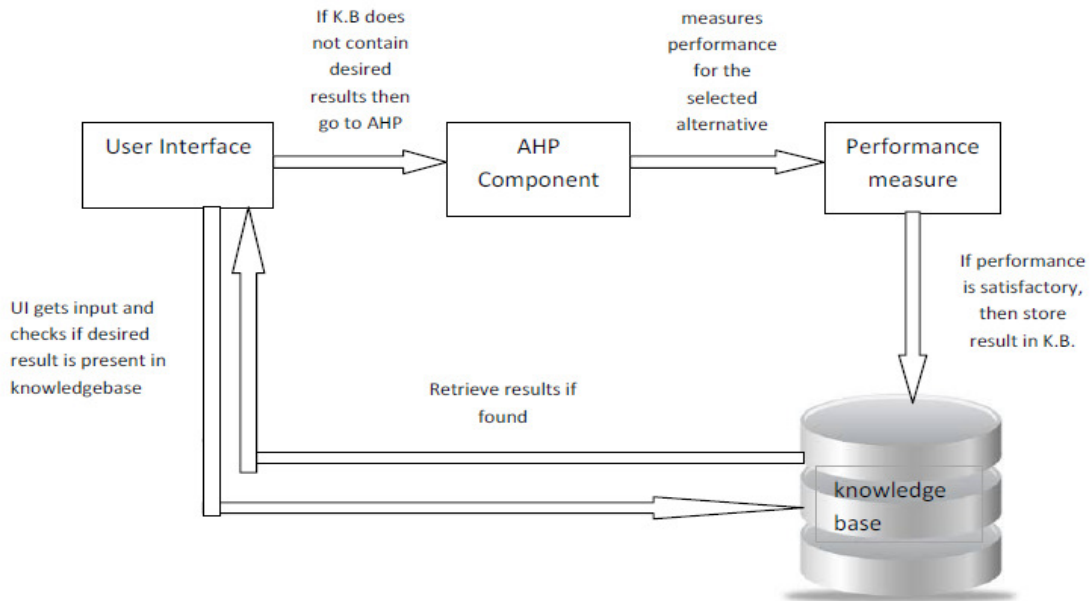 If K.B does
not contain
desired
results then
go to AHP
measures
performance
for the
selected
alternative
User Interface
AHP
Component
Performance
measure
If performance
is satisfactory,
then store
result in K.B.
UI gets input and
checks if desired
result is present in
knowledgebase
Retrieve results if
found
knowledge
base